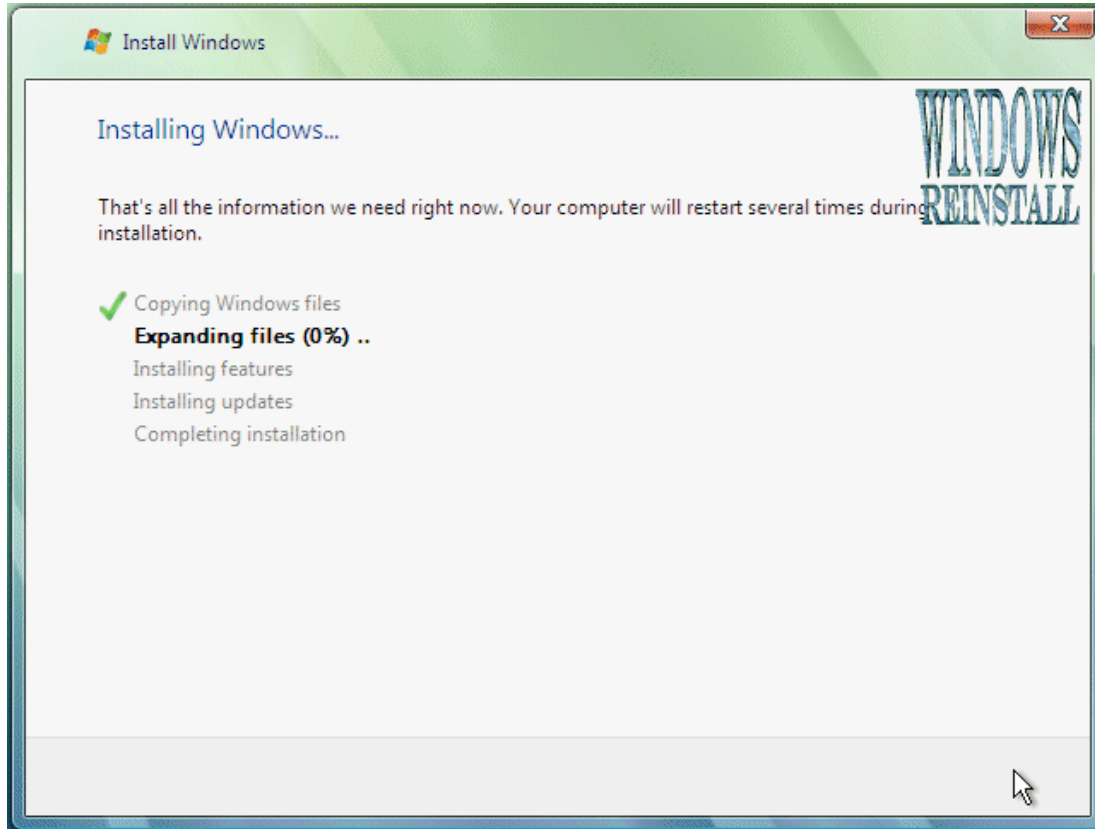 Install Windows
X
Installing Windows...
WINDOWS
REINSTALL
That's all the information we need right now. Your computer will restart several times during
installation.
Copying Windows files
Expanding files (0%) ..
Installing features
Installing updates
Completing installation